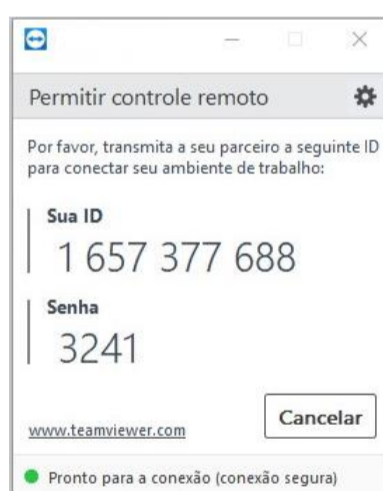 Permitir controle remoto
Por favor, transmita a seu parceiro a seguinte ID
para conectar seu ambiente de trabalho:
Sua ID
1 657 377 688
Senha
3241
www.teamviewer.com
Cancelar
Pronto para a conexão (conexão segura)